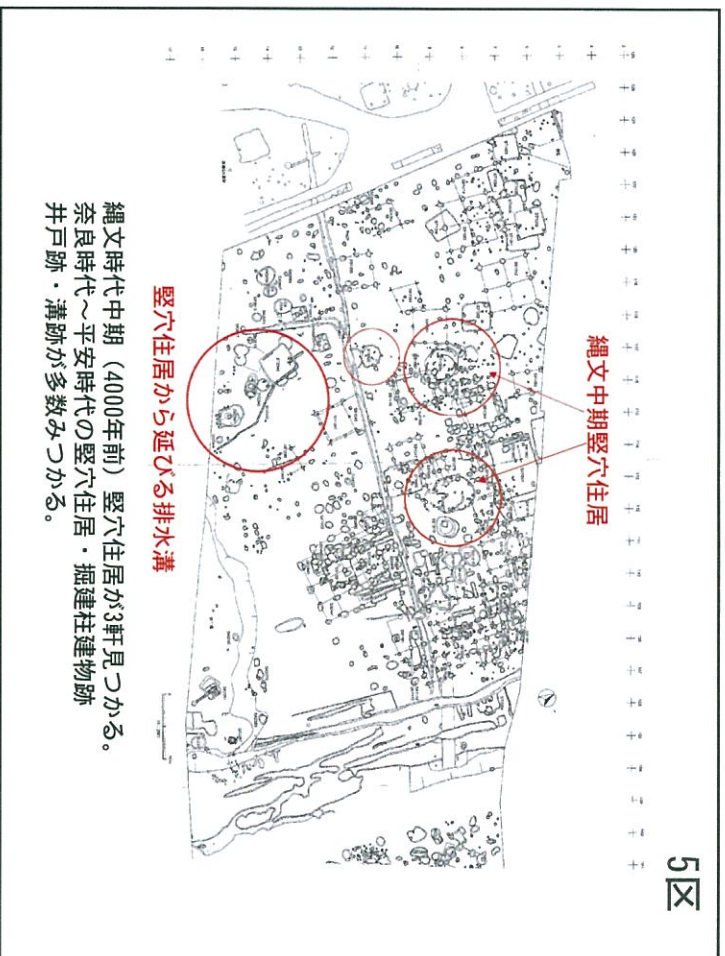 5区
縄文中期竪穴住居
竪穴住居から延びる排水溝
縄文時代中期（4000年前）竪穴住居が3軒見つかる。
奈良時代～平安時代の竪穴住居・掘建柱建物跡
井戸跡・溝跡が多数みつかる。